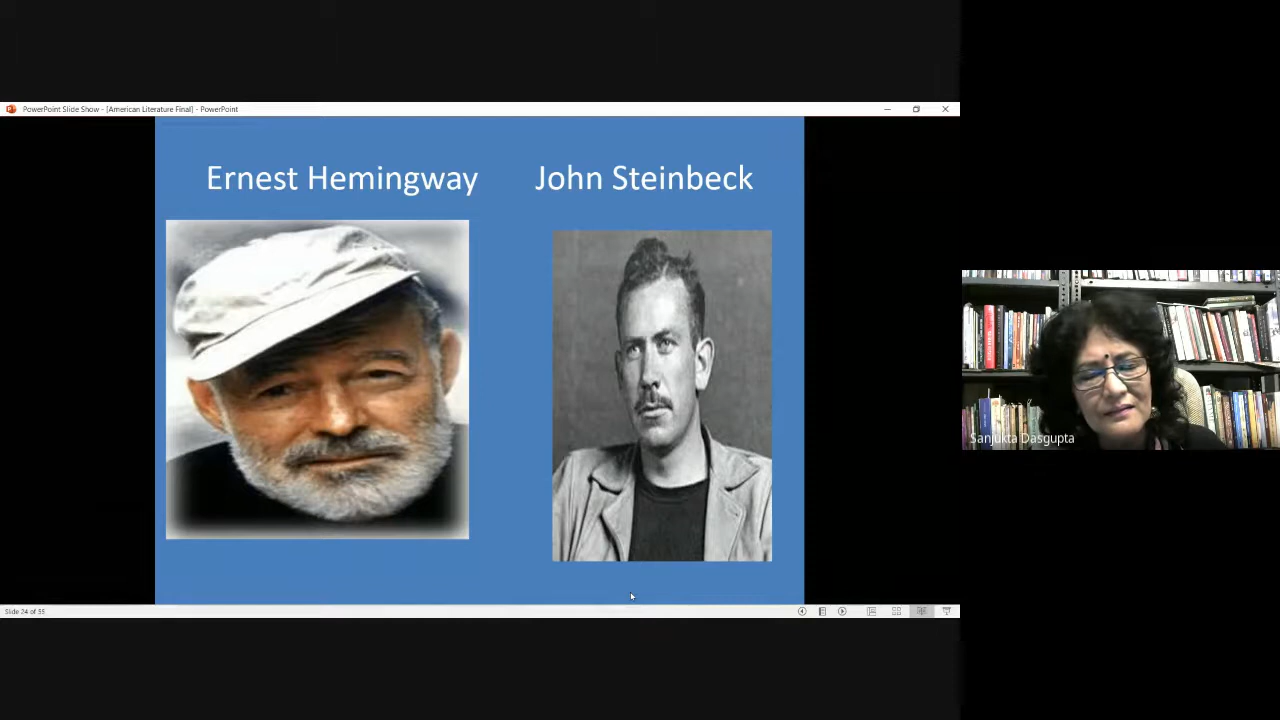 PowerPoint Slide Show - [American Literature Final] - PowerPoint
Ernest Hemingway John Steinbeck
Sanjukta Dasgupta
Slide 24 of 55